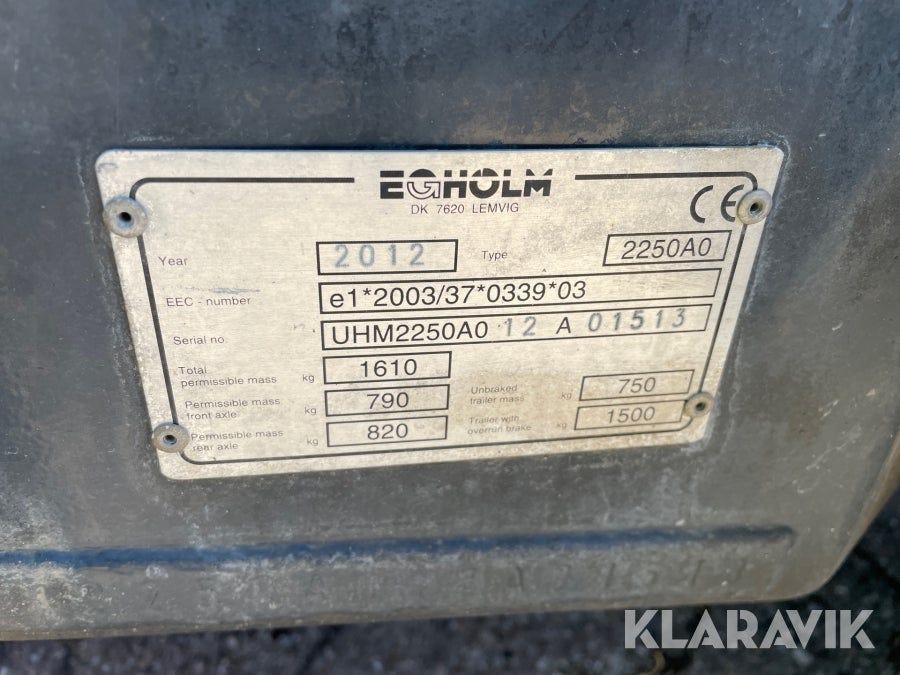 EGHOLM
DK 7620 LEMVIG
CE
Year 2012 Type 2250A0
EEC - number e1*2003/37*0339*03
Serial no. UHM2250A0 12 A 01513
Total permissible mass kg 1610
Permissible mass front axle kg 790
Unbraked trailer mass kg 750
Permissible mass rear axle kg 820
Trailer with overrun brake kg 1500
KLARAVIK